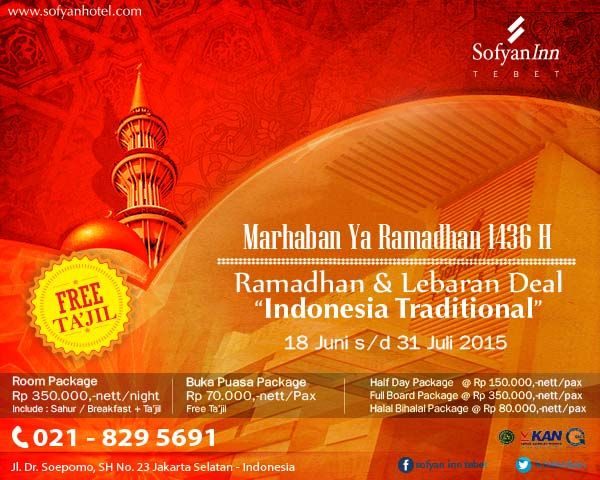 www.sofyanhotel.com
Sofyan Inn
TEBET
Marhaban Ya Ramadhan 1436 H
Ramadhan & Lebaran Deal
“Indonesia Traditional”
18 Juni s/d 31 Juli 2015
FREE
TA'JIL
Room Package
Rp 350.000,-nett/night
Include : Sahur / Breakfast + Ta'jil
Buka Puasa Package
Rp 70.000,-nett/Pax
Free Ta'jil
Half Day Package @ Rp 150.000,-nett/pax
Full Board Package @ Rp 350.000,-nett/pax
Halal Bihalal Package @ Rp 80.000,-nett/pax
021 - 829 5691
KAN
Jl. Dr. Soepomo, SH No. 23 Jakarta Selatan - Indonesia
sofyan inn tebet